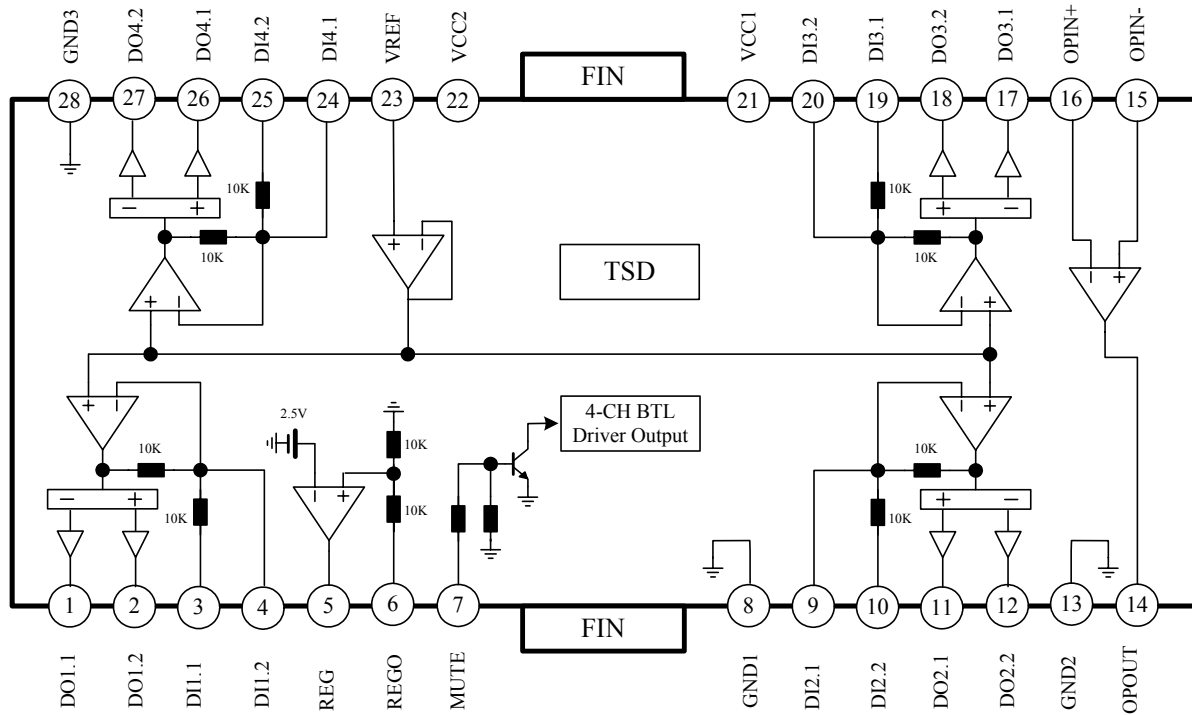 GND3 DO4.2 DO4.1 DI4.2 DI4.1 VREF VCC2 VCC1 DI3.2 DI3.1 DO3.2 DO3.1 OPIN+ OPIN-
FIN
28 27 26 25 24 23 22 21 20 19 18 17 16 15
10K 10K
− + + −
10K 10K
+ − − +
TSD
+ − − +
+ − − +
4-CH BTL
Driver Output
2.5V
10K
10K 10K
− + − + + −
10K 10K 10K
1 2 3 4 5 6 7 8 9 10 11 12 13 14
FIN
DO1.1 DO1.2 DI1.1 DI1.2 REG REGO MUTE GND1 DI2.1 DI2.2 DO2.1 DO2.2 GND2 OPOUT